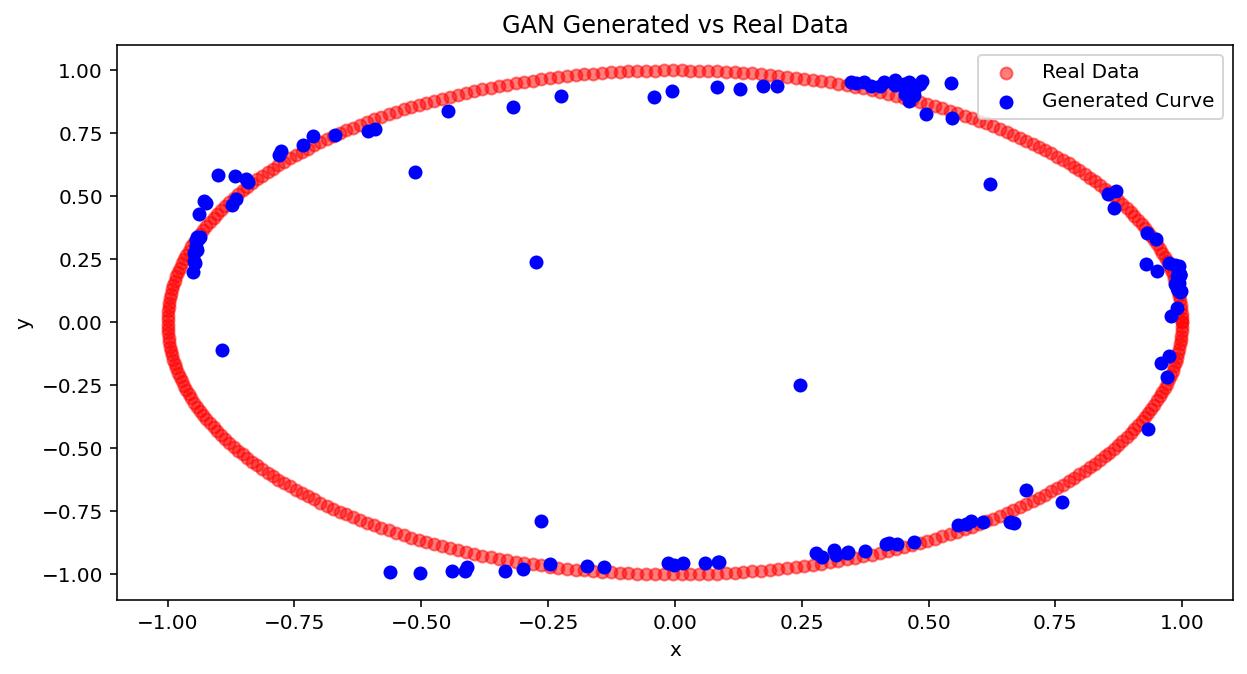 GAN Generated vs Real Data
Real Data
Generated Curve
1.00
0.75
0.50
0.25
0.00
−0.25
−0.50
−0.75
−1.00
y
−1.00 −0.75 −0.50 −0.25 0.00 0.25 0.50 0.75 1.00
x